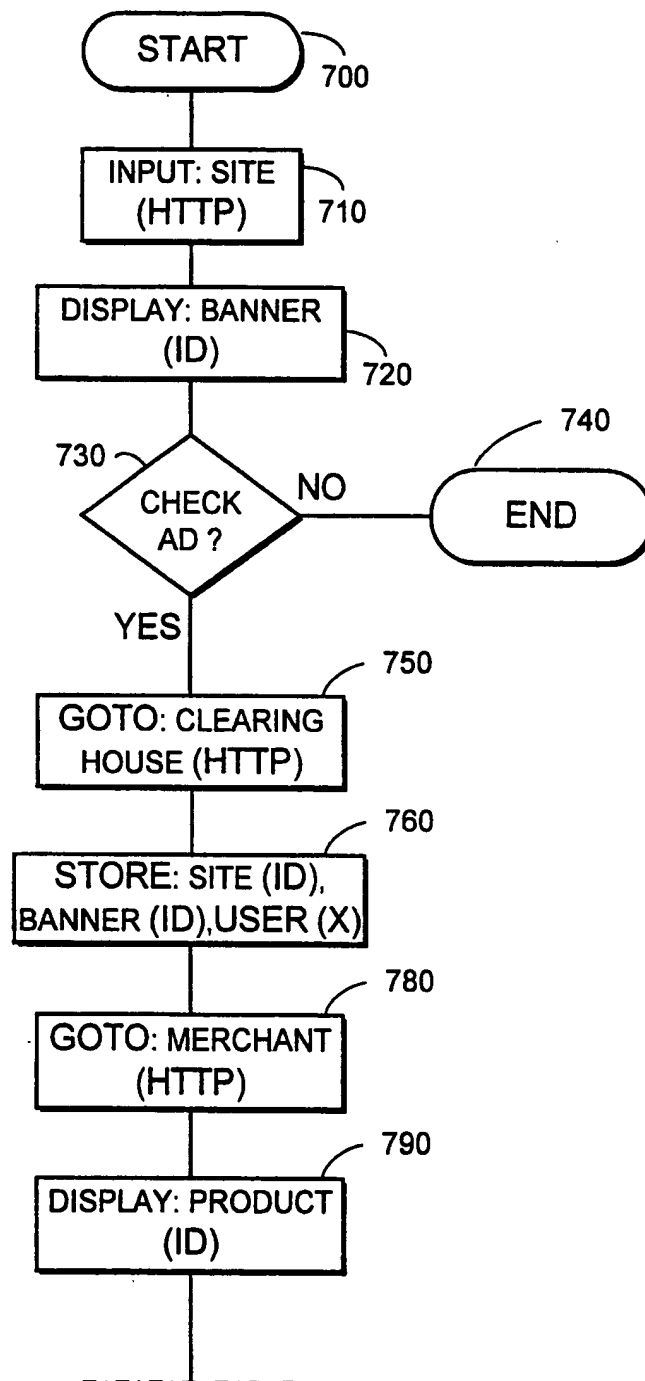 START
700
INPUT: SITE
(HTTP)
710
DISPLAY: BANNER
(ID)
720
730
CHECK
AD ?
NO
740
END
YES
750
GOTO: CLEARING
HOUSE (HTTP)
760
STORE: SITE (ID),
BANNER (ID),USER (X)
780
GOTO: MERCHANT
(HTTP)
790
DISPLAY: PRODUCT
(ID)